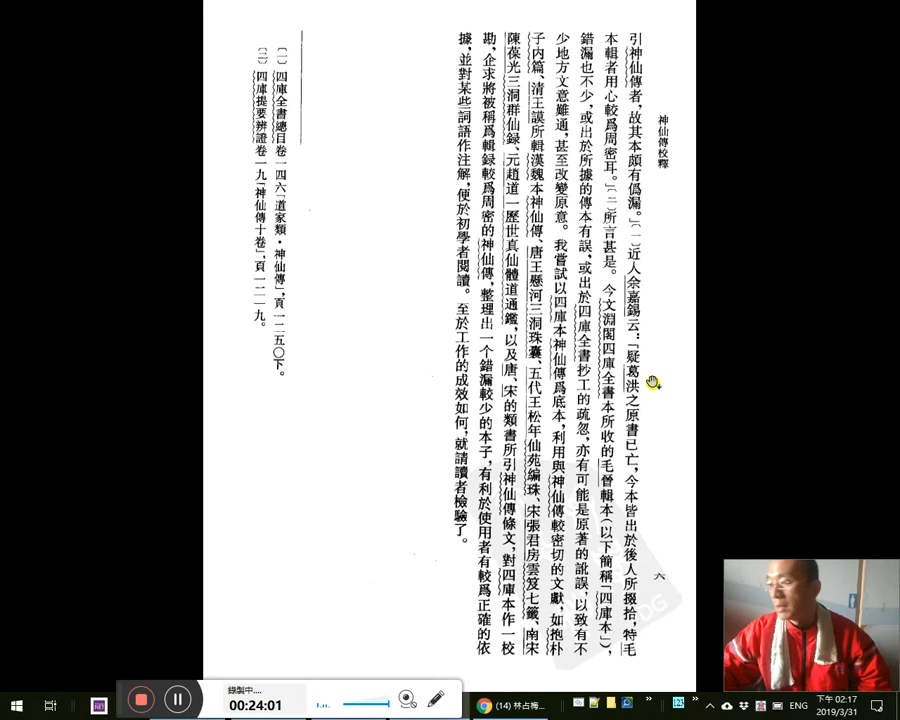 神仙傳校釋
六
引神仙傳者，故其本頗有僞漏。」〔一〕近人余嘉錫云：「疑葛洪之原書已亡，今本皆出於後人所掇拾，特毛
本輯者用心較爲周密耳。」〔二〕所言甚是。今文淵閣四庫全書本所收的毛晉輯本（以下簡稱「四庫本」），
錯漏也不少，或出於所據的傳本有誤，或出於四庫全書抄工的疏忽，亦有可能是原著的訛誤，以致有不
少地方文意難通，甚至改變原意。我嘗試以四庫本神仙傳爲底本，利用與神仙傳較密切的文獻，如抱朴
子内篇、清王謨所輯漢魏本神仙傳、唐王懸河三洞珠囊、五代王松年仙苑編珠、宋張君房雲笈七籤、南宋
陳葆光三洞群仙録、元趙道一歷世真仙體道通鑑，以及唐、宋的類書所引神仙傳條文，對四庫本作一校
勘，企求將被稱爲輯録較爲周密的神仙傳，整理出一个錯漏較少的本子，有利於使用者有較爲正確的依
據，並對某些詞語作注解，便於初學者閱讀。至於工作的成效如何，就請讀者檢驗了。
〔一〕四庫全書總目卷一四六「道家類·神仙傳」，頁一二五〇下。
〔二〕四庫提要辨證卷一九「神仙傳十卷」，頁一二一九。
錄製中....
00:24:01
(14) 林占梅...
ENG
下午 02:17
2019/3/31